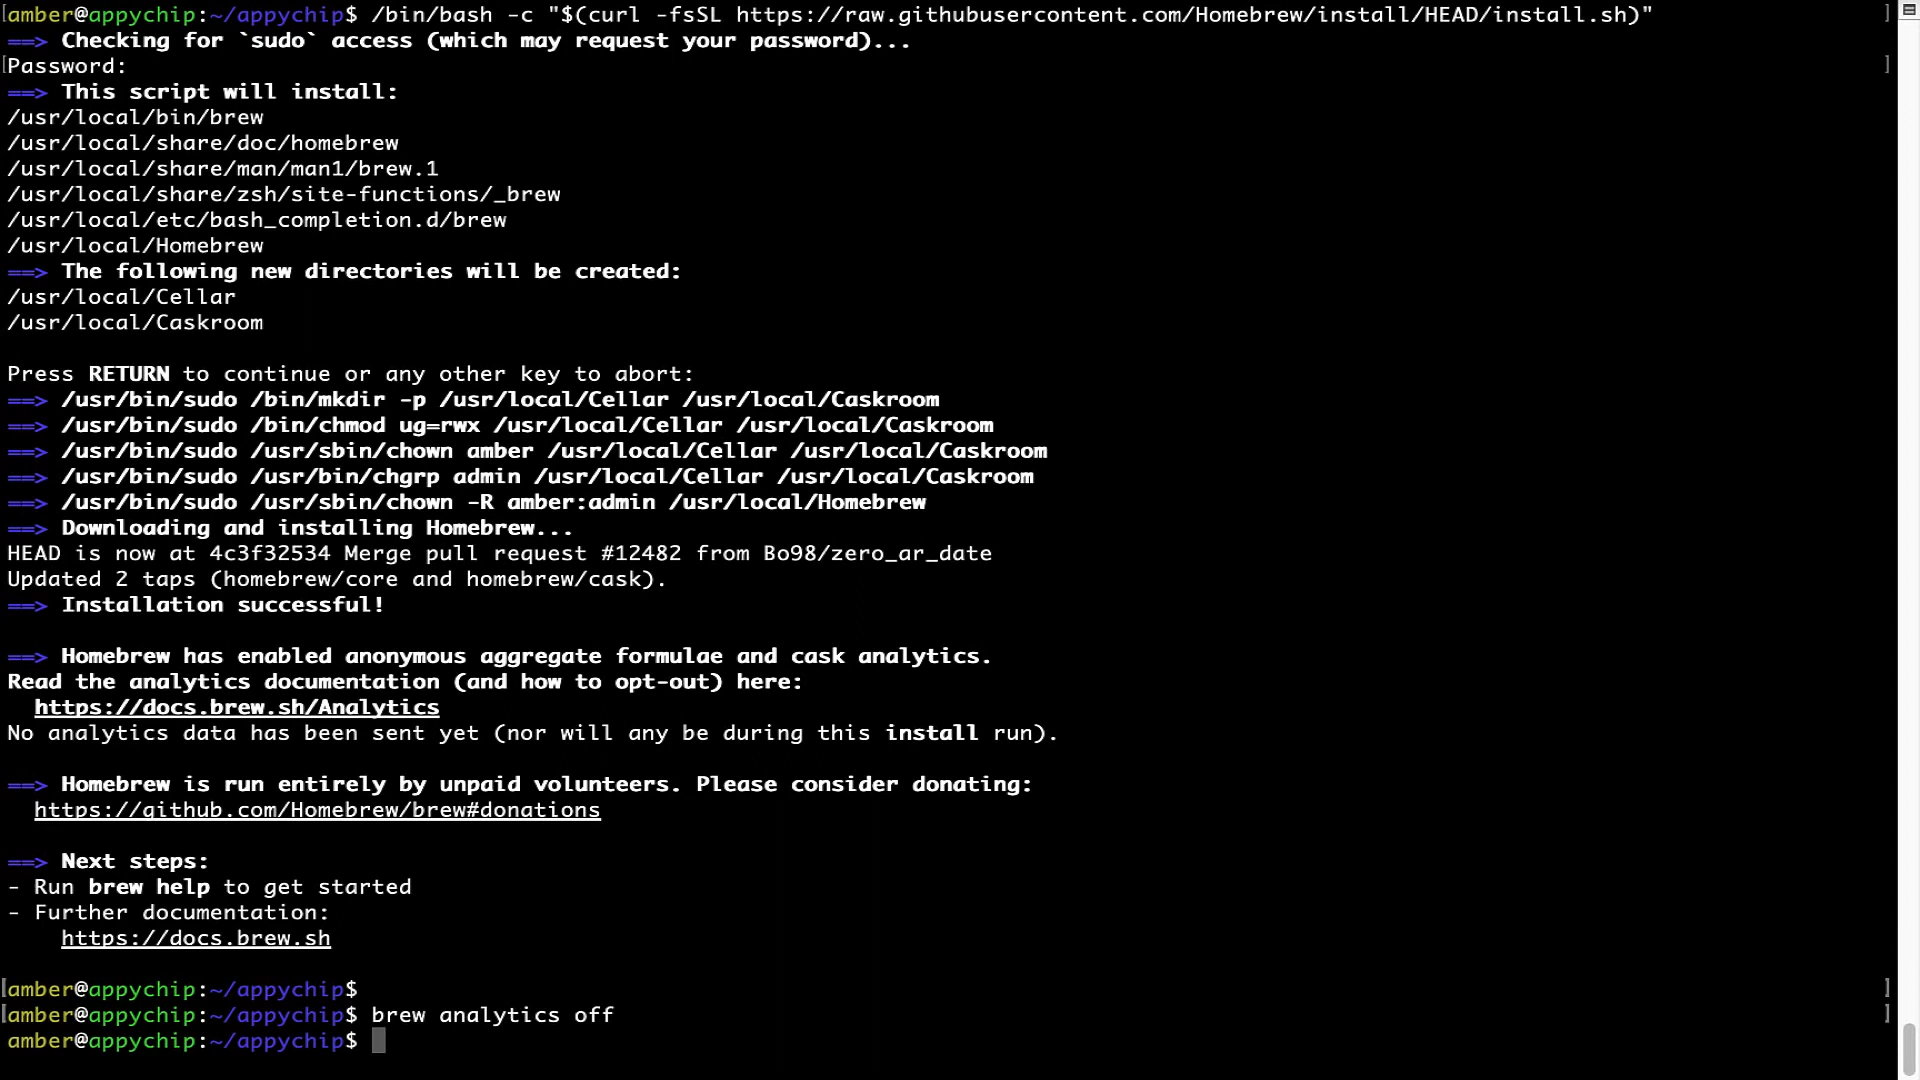 amber@appychip:~/appychip$ /bin/bash -c "$(curl -fsSL https://raw.githubusercontent.com/Homebrew/install/HEAD/install.sh)"
==> Checking for `sudo` access (which may request your password)...
Password:
==> This script will install:
/usr/local/bin/brew
/usr/local/share/doc/homebrew
/usr/local/share/man/man1/brew.1
/usr/local/share/zsh/site-functions/_brew
/usr/local/etc/bash_completion.d/brew
/usr/local/Homebrew
==> The following new directories will be created:
/usr/local/Cellar
/usr/local/Caskroom
Press RETURN to continue or any other key to abort:
==> /usr/bin/sudo /bin/mkdir -p /usr/local/Cellar /usr/local/Caskroom
==> /usr/bin/sudo /bin/chmod ug=rwx /usr/local/Cellar /usr/local/Caskroom
==> /usr/bin/sudo /usr/sbin/chown amber /usr/local/Cellar /usr/local/Caskroom
==> /usr/bin/sudo /usr/bin/chgrp admin /usr/local/Cellar /usr/local/Caskroom
==> /usr/bin/sudo /usr/sbin/chown -R amber:admin /usr/local/Homebrew
==> Downloading and installing Homebrew...
HEAD is now at 4c3f32534 Merge pull request #12482 from Bo98/zero_ar_date
Updated 2 taps (homebrew/core and homebrew/cask).
==> Installation successful!
==> Homebrew has enabled anonymous aggregate formulae and cask analytics.
Read the analytics documentation (and how to opt-out) here:
https://docs.brew.sh/Analytics
No analytics data has been sent yet (nor will any be during this install run).
==> Homebrew is run entirely by unpaid volunteers. Please consider donating:
https://github.com/Homebrew/brew#donations
==> Next steps:
- Run brew help to get started
- Further documentation:
https://docs.brew.sh
amber@appychip:~/appychip$
amber@appychip:~/appychip$ brew analytics off
amber@appychip:~/appychip$